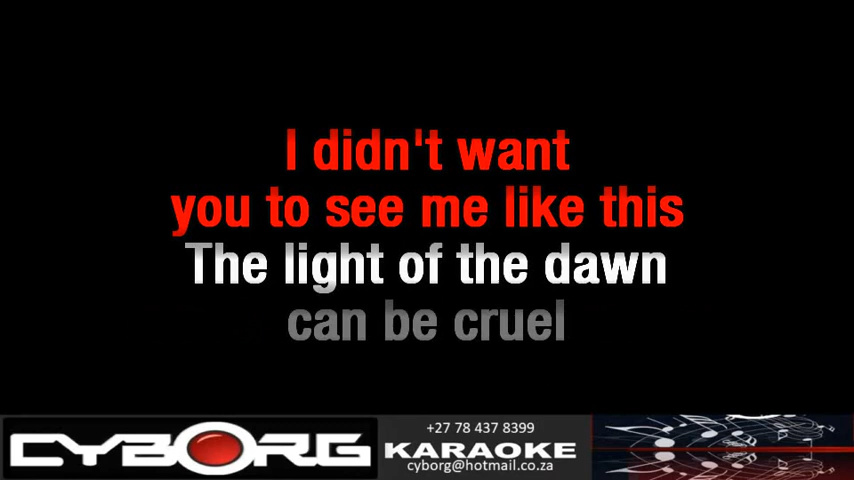 I didn't want
you to see me like this
The light of the dawn
can be cruel
CYBORG
+27 78 437 8399
KARAOKE
cyborg@hotmail.co.za